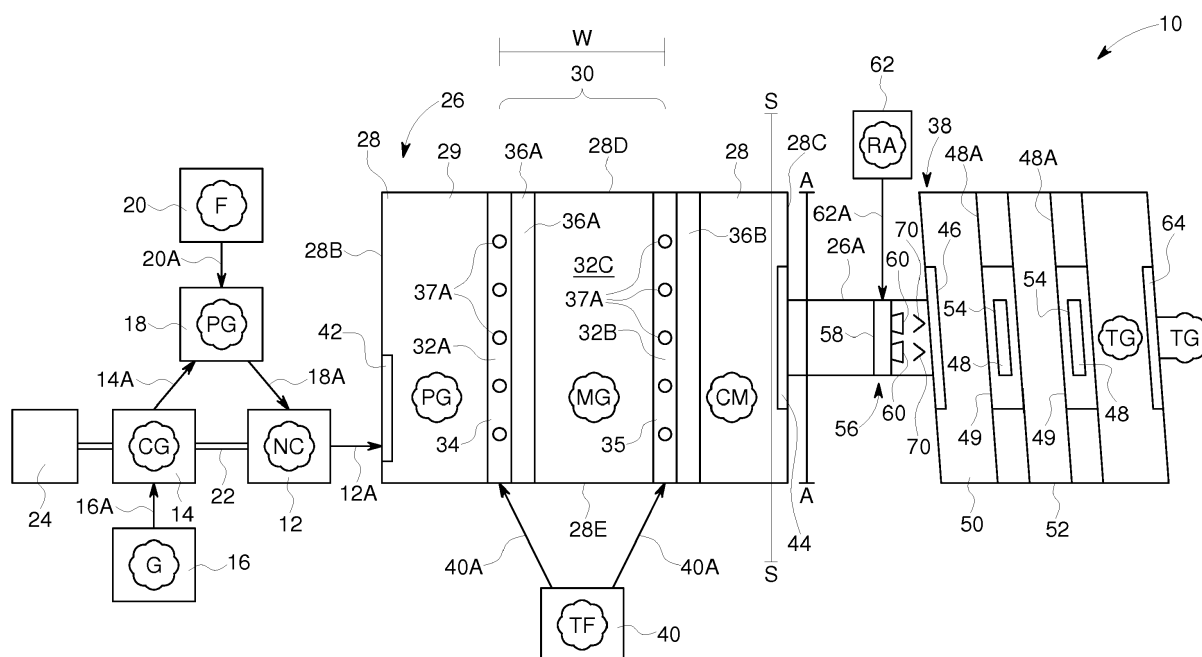 10
W
30
62
S
26
RA
38
28
29
36A
28D
28
28C
48A
48A
A
20
F
62A
64
36A
36B
28B
26A
70
46
20A
32C
60
54
54
37A
37A
18
PG
42
58
TG
TG
32A
32B
48
14A
18A
PG
MG
CM
48
34
35
56
60
70
49
49
CG
NC
24
16A
14
22
12
12A
A
28E
44
50
52
G
16
40A
40A
S
TF
40